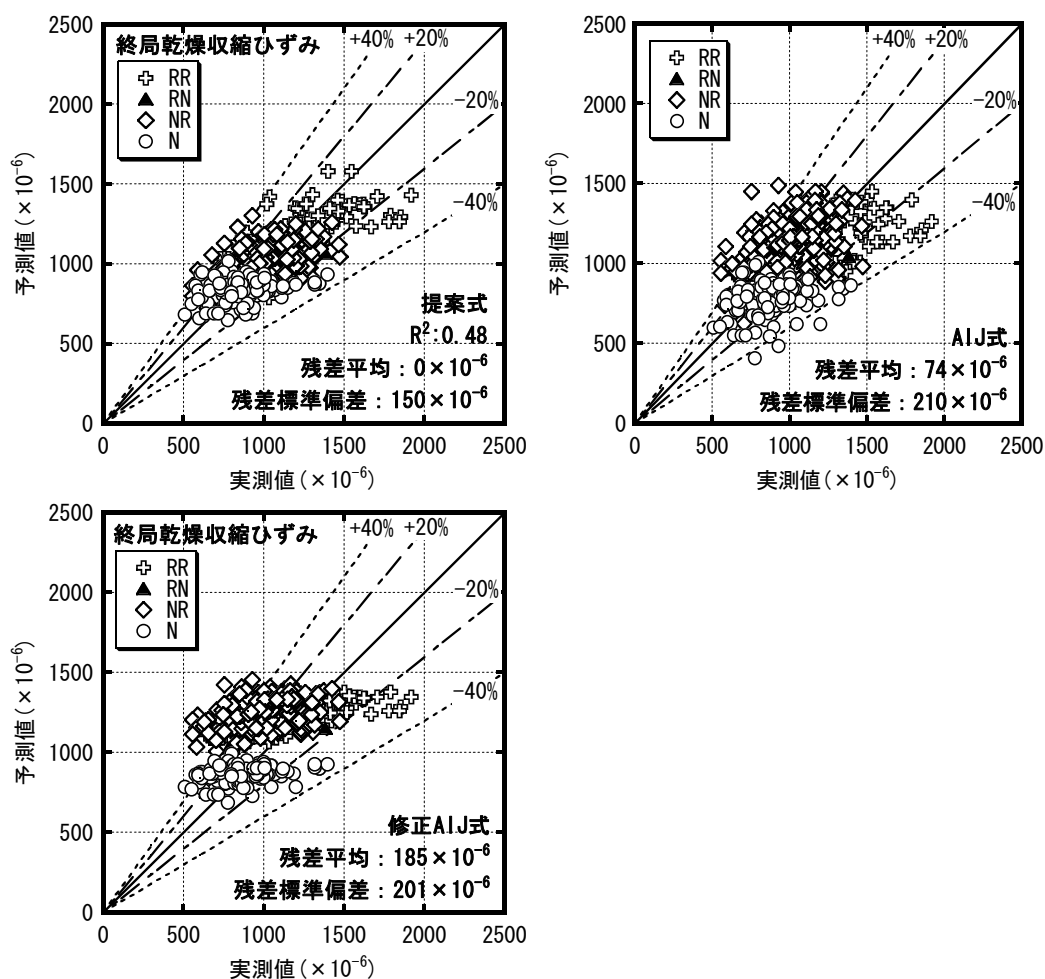 終局乾燥収縮ひずみ
+40% +20%
-20%
-40%
RR
RN
NR
N
提案式
R²:0.48
残差平均：0×10⁻⁶
残差標準偏差：150×10⁻⁶
2500
2000
1500
1000
500
0
予測値(×10⁻⁶)
0 500 1000 1500 2000 2500
実測値(×10⁻⁶)
+40% +20%
-20%
-40%
RR
RN
NR
N
AIJ式
残差平均：74×10⁻⁶
残差標準偏差：210×10⁻⁶
2500
2000
1500
1000
500
0
予測値(×10⁻⁶)
0 500 1000 1500 2000 2500
実測値(×10⁻⁶)
終局乾燥収縮ひずみ
+40% +20%
-20%
-40%
RR
RN
NR
N
修正AIJ式
残差平均：185×10⁻⁶
残差標準偏差：201×10⁻⁶
2500
2000
1500
1000
500
0
予測値(×10⁻⁶)
0 500 1000 1500 2000 2500
実測値(×10⁻⁶)